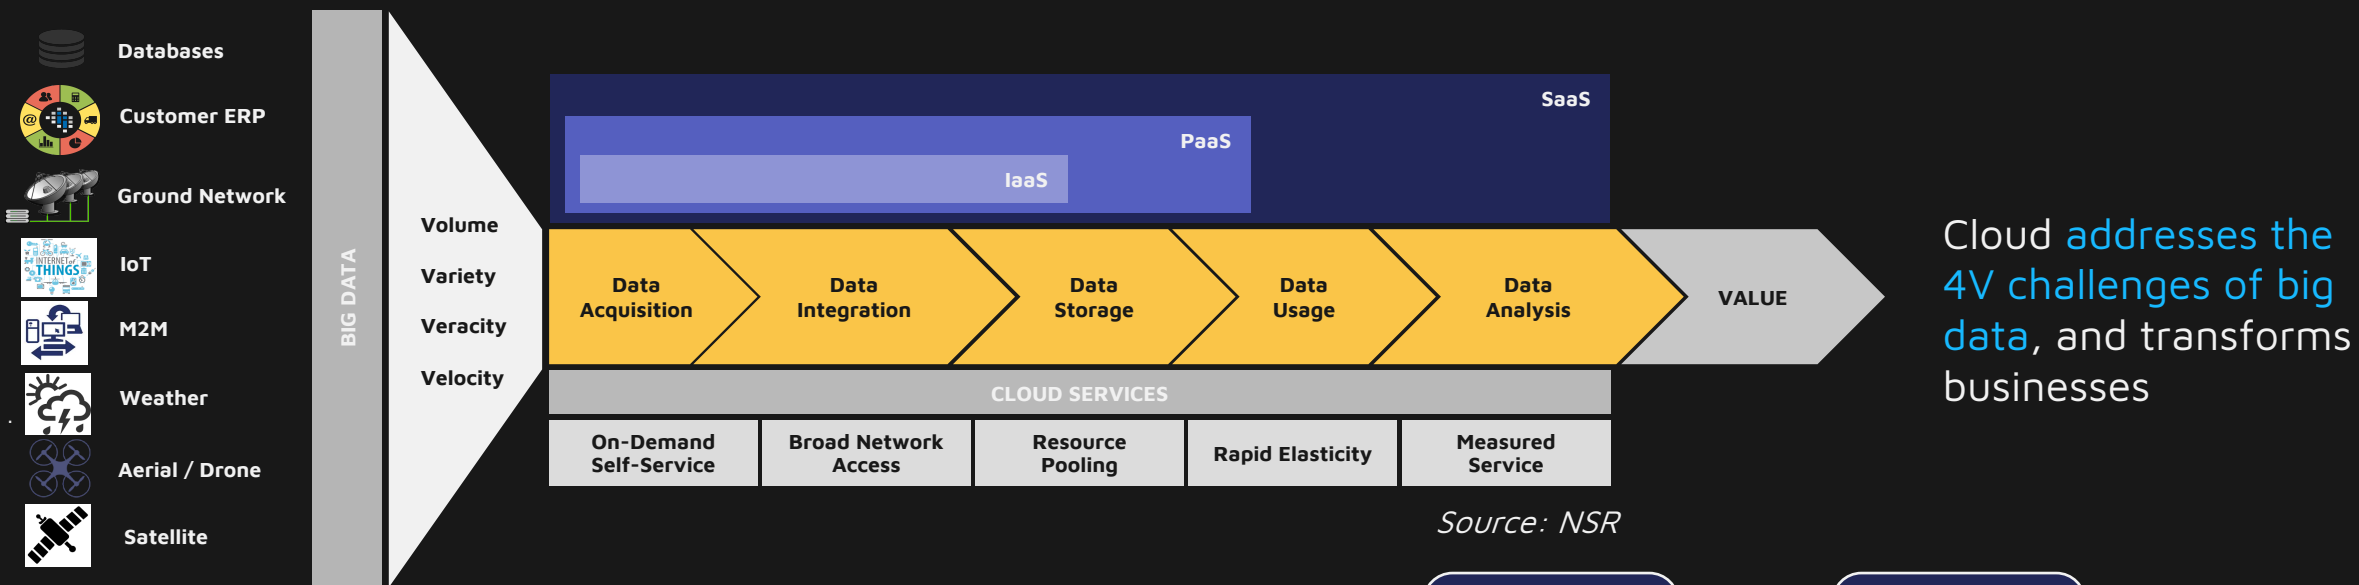 Databases
Customer ERP
Ground Network
INTERNET of
THINGS
IoT
M2M
Weather
Aerial / Drone
Satellite
BIG DATA
Volume
Variety
Veracity
Velocity
SaaS
PaaS
IaaS
Data
Acquisition
Data
Integration
Data
Storage
Data
Usage
Data
Analysis
VALUE
CLOUD SERVICES
On-Demand
Self-Service
Broad Network
Access
Resource
Pooling
Rapid Elasticity
Measured
Service
Source: NSR
Cloud addresses the
4V challenges of big
data, and transforms
businesses